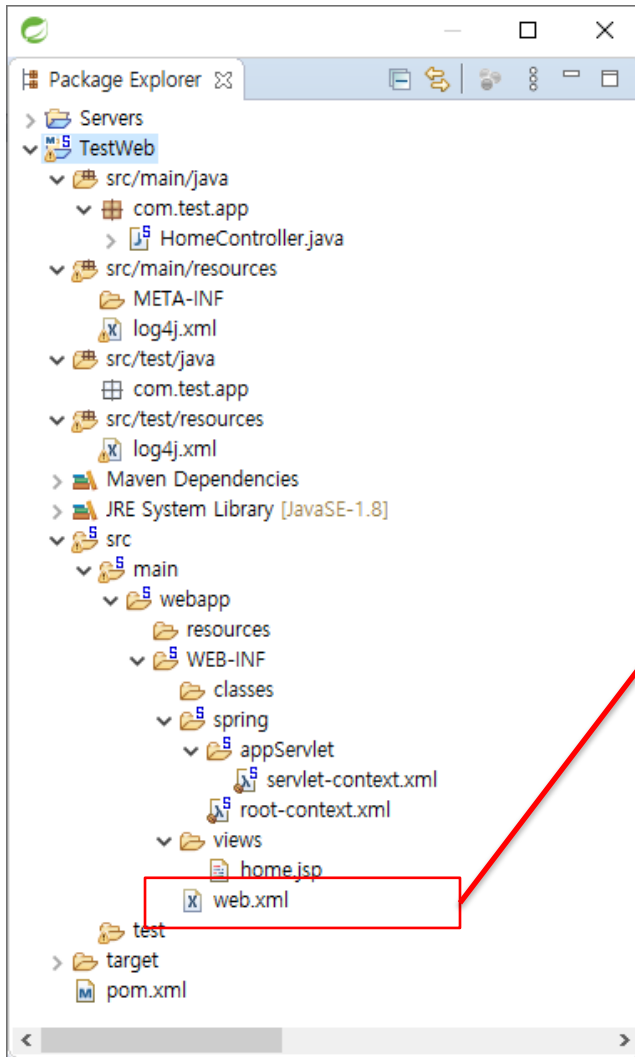 Package Explorer
Servers
TestWeb
src/main/java
com.test.app
HomeController.java
src/main/resources
META-INF
log4j.xml
src/test/java
com.test.app
src/test/resources
log4j.xml
Maven Dependencies
JRE System Library [JavaSE-1.8]
src
main
webapp
resources
WEB-INF
classes
spring
appServlet
servlet-context.xml
root-context.xml
views
home.jsp
web.xml
test
target
pom.xml